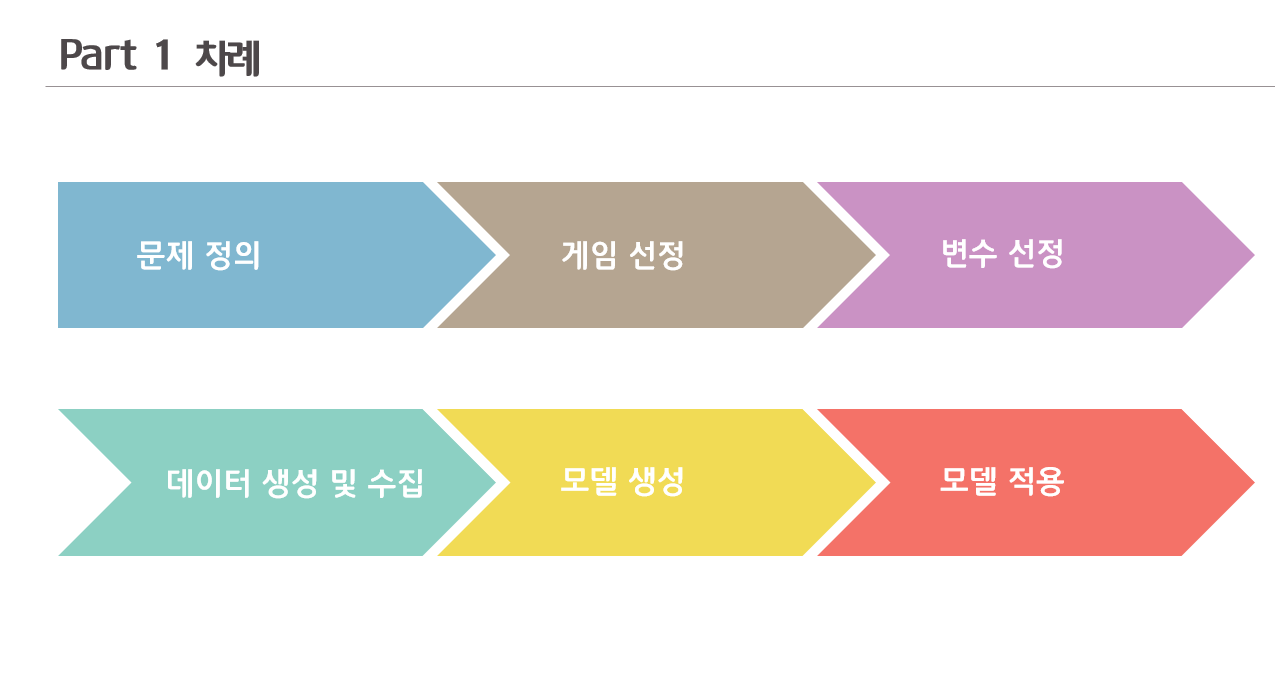 Part 1 차례
문제 정의
게임 선정
변수 선정
데이터 생성 및 수집
모델 생성
모델 적용